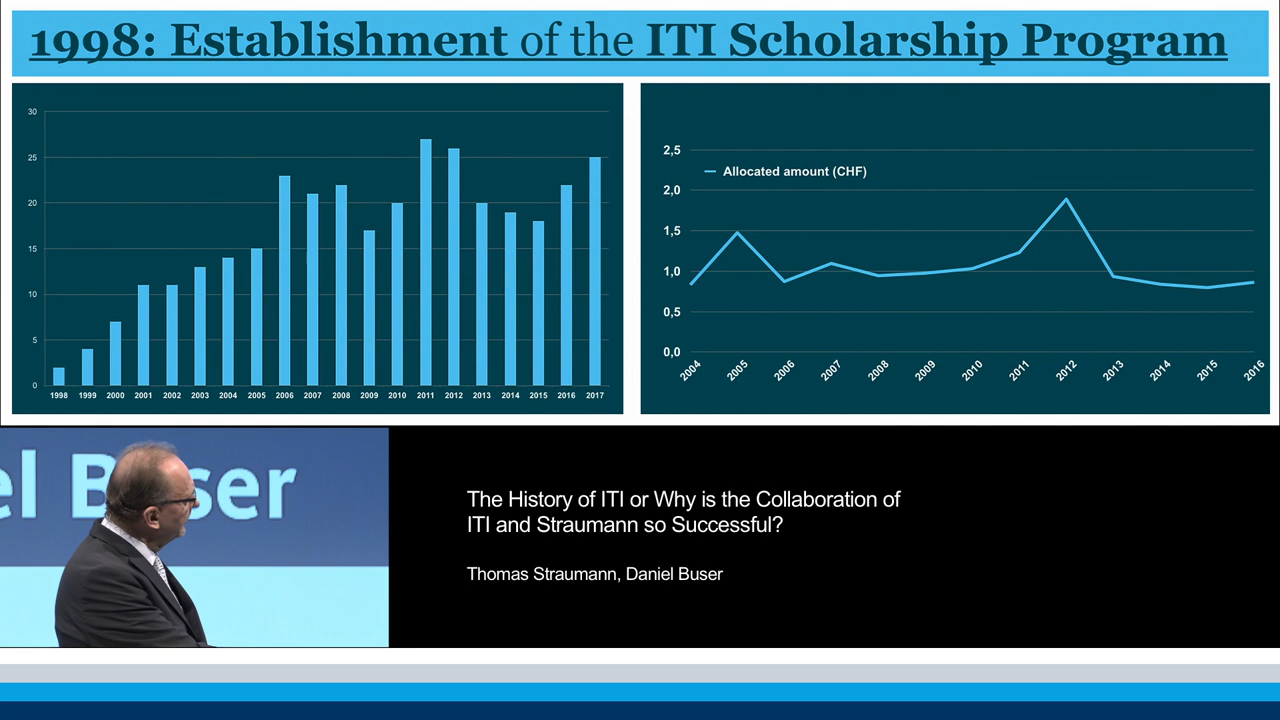 1998: Establishment of the ITI Scholarship Program
30
25
20
15
10
5
0
1998 1999 2000 2001 2002 2003 2004 2005 2006 2007 2008 2009 2010 2011 2012 2013 2014 2015 2016 2017
2,5
Allocated amount (CHF)
2,0
1,5
1,0
0,5
0,0
2004 2005 2006 2007 2008 2009 2010 2011 2012 2013 2014 2015 2016
el B ser
The History of ITI or Why is the Collaboration of
ITI and Straumann so Successful?
Thomas Straumann, Daniel Buser